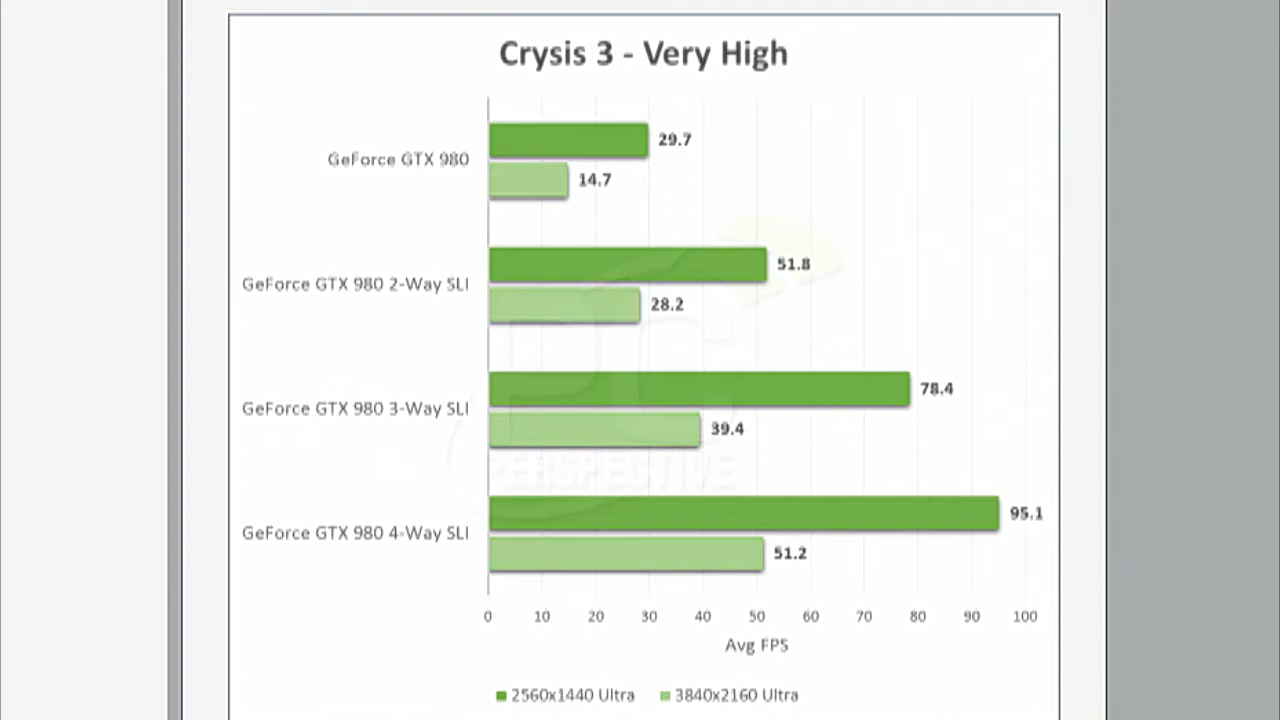 Crysis 3 - Very High
GeForce GTX 980
29.7
14.7
GeForce GTX 980 2-Way SLI
51.8
28.2
GeForce GTX 980 3-Way SLI
78.4
39.4
PERSPECTIVE
GeForce GTX 980 4-Way SLI
95.1
51.2
0 10 20 30 40 50 60 70 80 90 100
Avg FPS
2560x1440 Ultra 3840x2160 Ultra